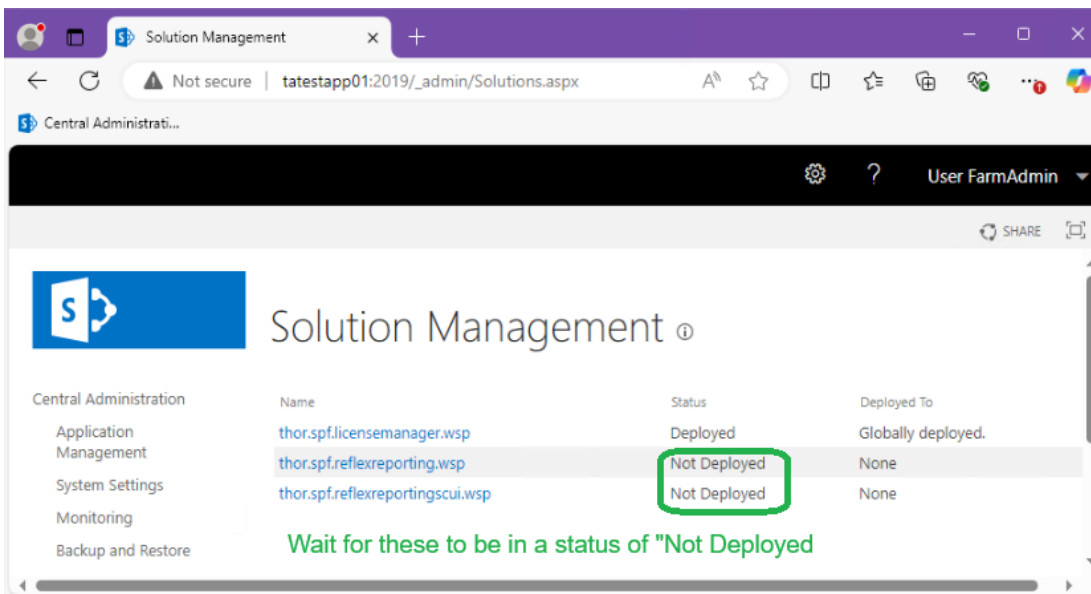 Solution Management
Not secure | tatestapp01:2019/_admin/Solutions.aspx
Central Administrati...
? User FarmAdmin
SHARE
S
Solution Management
Central Administration
Name Status Deployed To
Application Management
thor.spf.licensemanager.wsp Deployed Globally deployed.
thor.spf.reflexreporting.wsp Not Deployed None
System Settings
thor.spf.reflexreportingscui.wsp Not Deployed None
Monitoring
Backup and Restore
Wait for these to be in a status of "Not Deployed